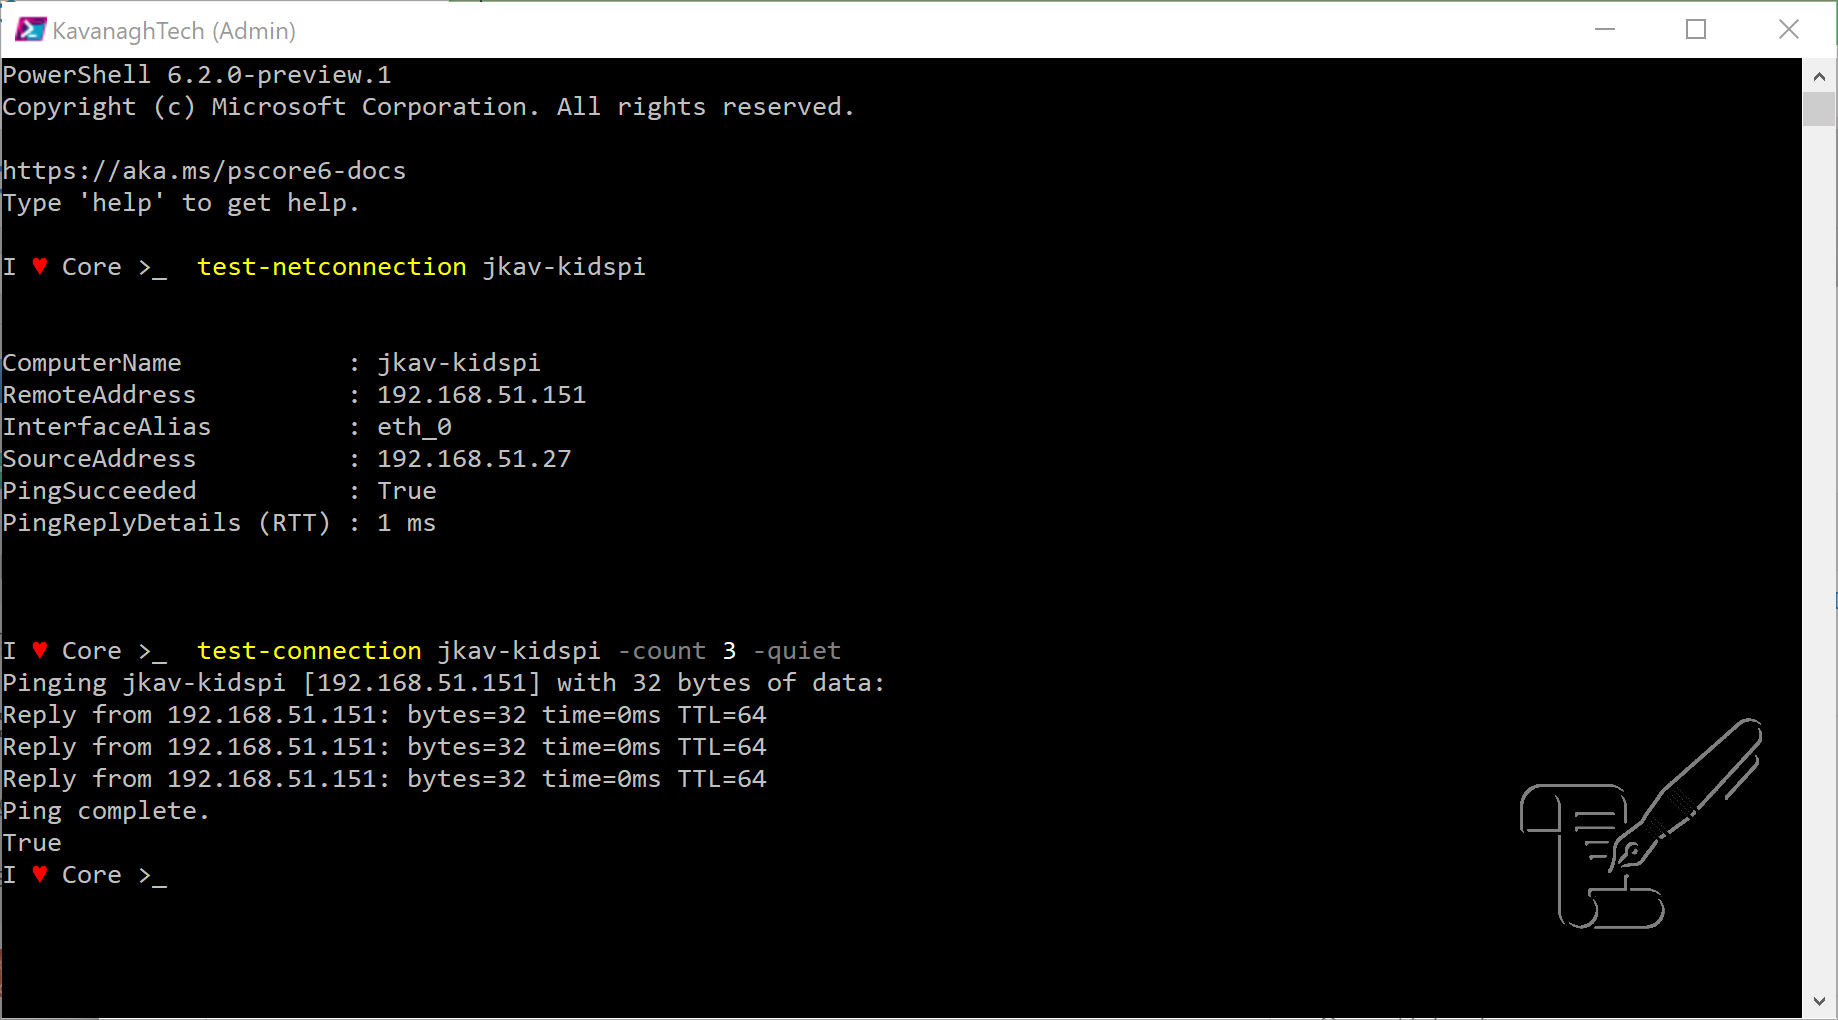 KavanaghTech (Admin)
PowerShell 6.2.0-preview.1
Copyright (c) Microsoft Corporation. All rights reserved.
https://aka.ms/pscore6-docs
Type 'help' to get help.
I ♥ Core >_  test-netconnection jkav-kidspi
ComputerName           : jkav-kidspi
RemoteAddress          : 192.168.51.151
InterfaceAlias         : eth_0
SourceAddress          : 192.168.51.27
PingSucceeded          : True
PingReplyDetails (RTT) : 1 ms
I ♥ Core >_  test-connection jkav-kidspi -count 3 -quiet
Pinging jkav-kidspi [192.168.51.151] with 32 bytes of data:
Reply from 192.168.51.151: bytes=32 time=0ms TTL=64
Reply from 192.168.51.151: bytes=32 time=0ms TTL=64
Reply from 192.168.51.151: bytes=32 time=0ms TTL=64
Ping complete.
True
I ♥ Core >_